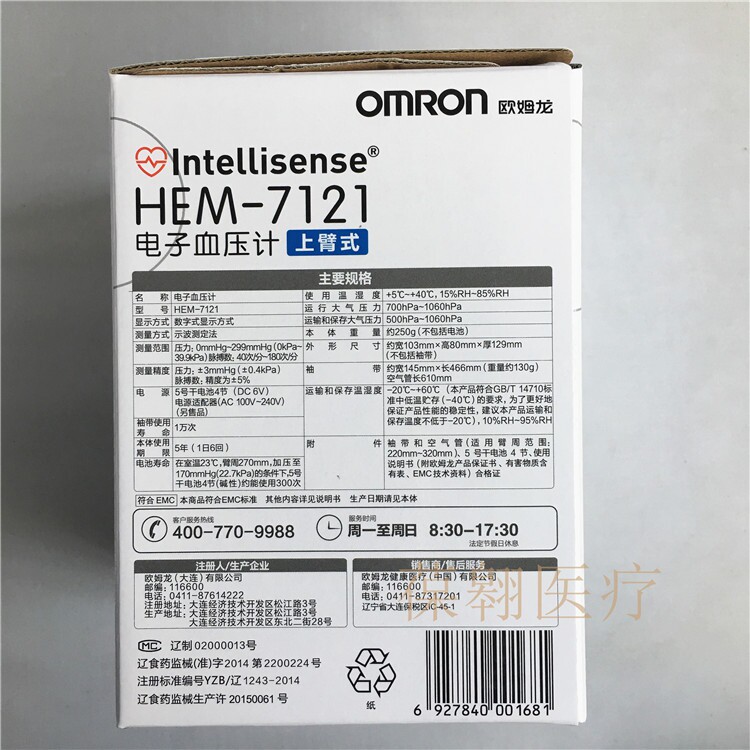 OMRON 欧姆龙
Intellisense®
HEM-7121
电子血压计 上臂式
主要规格
名称 电子血压计
型号 HEM-7121
显示方式 数字式显示方式
测量方式 示波测定法
测量范围 压力：0mmHg~299mmHg（0kPa~
39.9kPa）脉搏数：40次/分~180次/分
测量精度 压力：±3mmHg（±0.4kPa）
脉搏数：精度为±5%
电源 5号干电池4节（DC 6V）
电源适配器(AC 100V~240V)
（另售品）
袖带使用
寿命 1万次
本体使用
期限 5年（1日6回）
电池寿命 在室温23℃,臂周270mm,加压至
170mmHg(22.7kPa)的条件下,5号
干电池4节(碱性)约能使用300次
使用温湿度 +5℃~+40℃, 15%RH~85%RH
运行大气压力 700hPa~1060hPa
运输和保存大气压力 500hPa~1060hPa
本体重量 约250g（不包括电池）
外形尺寸 约宽103mm×高80mm×厚129mm
（不包括袖带）
袖带 约宽145mm×长466mm（重量约130g）
空气管长610mm
运输和保存温湿度 -20℃~+60℃（本产品符合GB/T 14710标
准中低温贮存（-40℃）的要求，为了更好地
保证产品性能的稳定性，建议本产品运输和
保存温度不低于-20℃）, 10%RH~95%RH
附件 袖带和空气管(适用臂周范围:
220mm~320mm)、5号干电池4节、使用
说明书（附欧姆龙产品保证书、有害物质含
有表、EMC技术资料）合格证
符合EMC 本商品符合EMC标准 其他内容详见说明书 生产日期请见本体
客户服务热线
400-770-9988
服务时间
周一至周日 8:30-17:30
法定节假日休息
注册人/生产企业
欧姆龙（大连）有限公司
邮编：116600
电话：0411-87614222
注册地址：大连经济技术开发区松江路3号
生产地址：大连经济技术开发区松江路3号
大连经济技术开发区东北二街28号
销售商/售后服务
欧姆龙健康医疗（中国）有限公司
邮编：116600
电话：0411-87317201
辽宁省大连保税区IC-45-1
保翱医疗
MC 辽制 02000013号
辽食药监械(准)字2014 第2200224号
注册标准编号YZB/辽1243-2014
辽食药监械生产许20150061号
纸
6 927840 001681